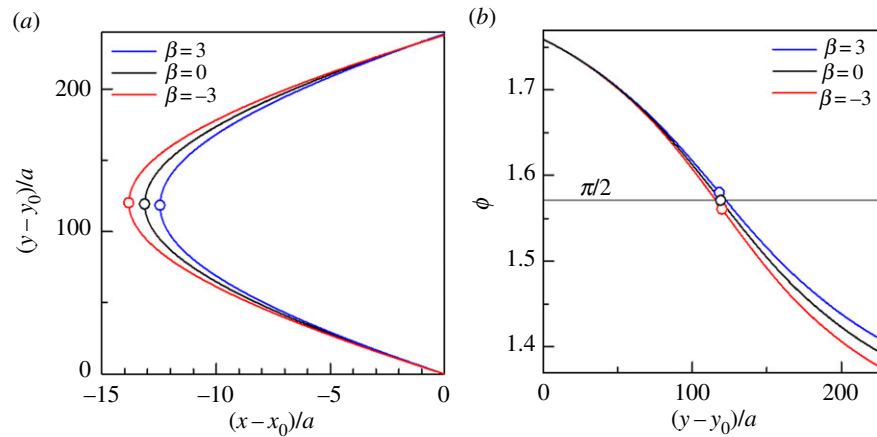 (a)
β = 3
β = 0
β = −3
200
100
0
(y – y0)/a
−15
−10
−5
0
(x – x0)/a
(b)
β = 3
β = 0
β = −3
1.7
1.6
1.5
1.4
ϕ
π/2
0
100
200
(y – y0)/a